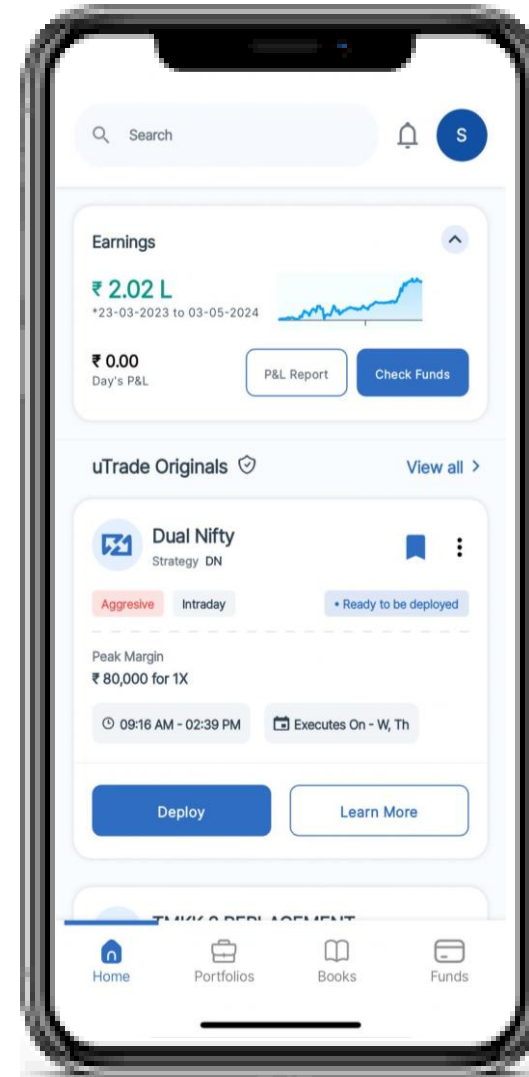 Search
S
Earnings
₹ 2.02 L
*23-03-2023 to 03-05-2024
₹ 0.00
Day's P&L
P&L Report
Check Funds
uTrade Originals
View all >
Dual Nifty
Strategy DN
Aggresive
Intraday
• Ready to be deployed
Peak Margin
₹ 80,000 for 1X
09:16 AM - 02:39 PM
Executes On - W, Th
Deploy
Learn More
Home
Portfolios
Books
Funds